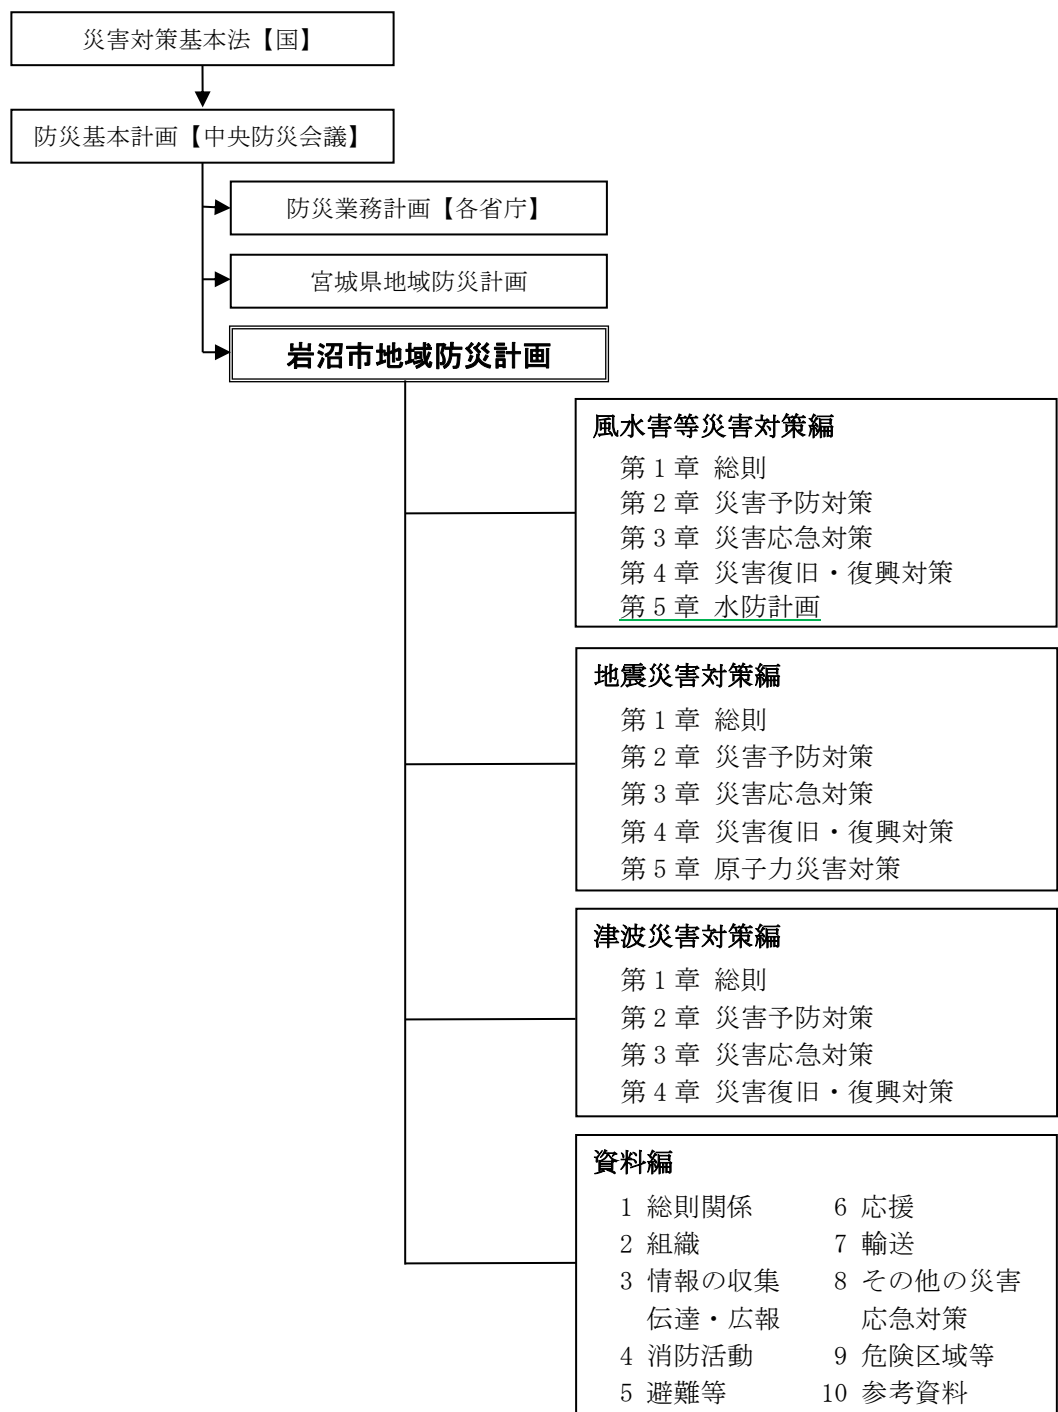 災害対策基本法【国】
防災基本計画【中央防災会議】
防災業務計画【各省庁】
宮城県地域防災計画
岩沼市地域防災計画
風水害等災害対策編
第1章 総則
第2章 災害予防対策
第3章 災害応急対策
第4章 災害復旧・復興対策
第5章 水防計画
地震災害対策編
第1章 総則
第2章 災害予防対策
第3章 災害応急対策
第4章 災害復旧・復興対策
第5章 原子力災害対策
津波災害対策編
第1章 総則
第2章 災害予防対策
第3章 災害応急対策
第4章 災害復旧・復興対策
資料編
1 総則関係
2 組織
3 情報の収集
伝達・広報
4 消防活動
5 避難等
6 応援
7 輸送
8 その他の災害
応急対策
9 危険区域等
10 参考資料